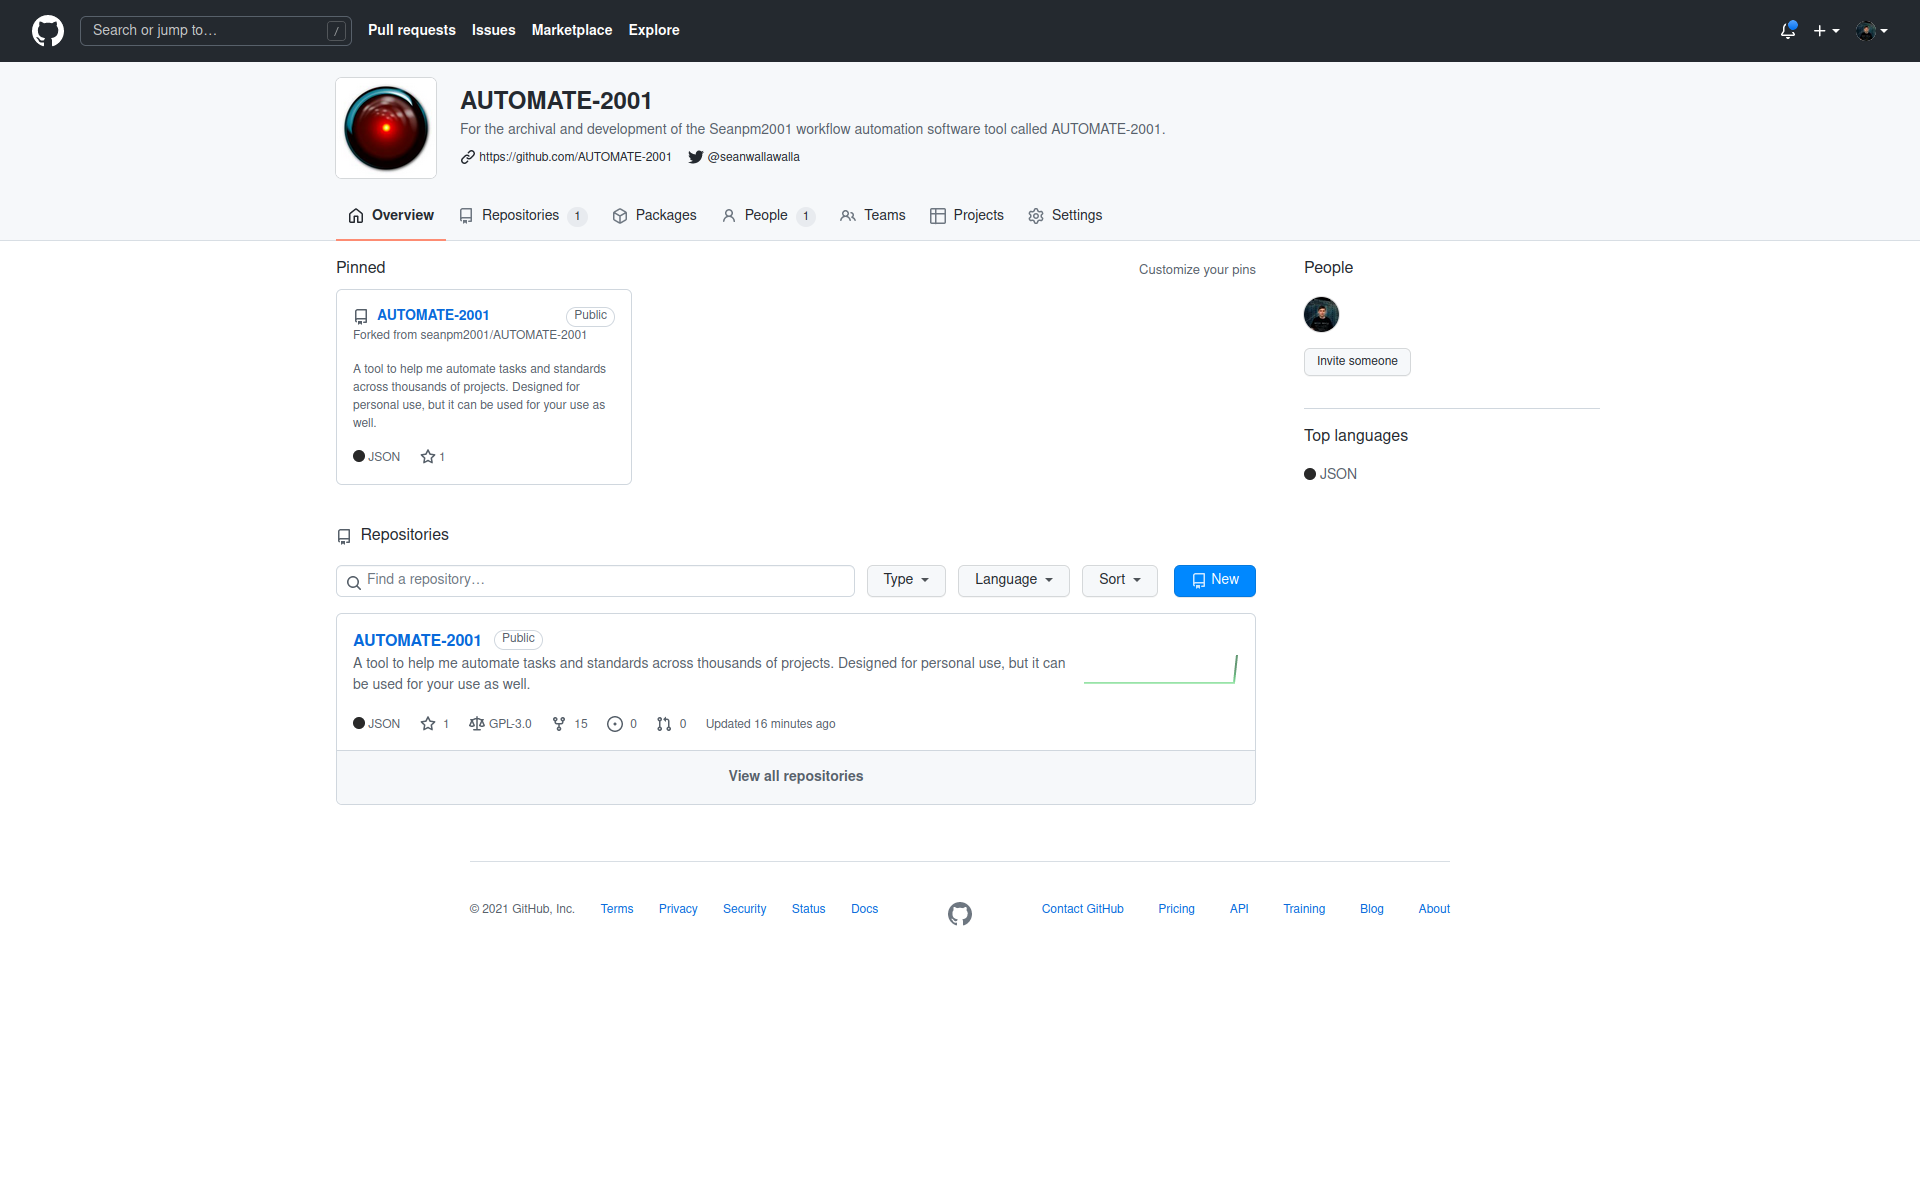 Search or jump to… /
Pull requests Issues Marketplace Explore
AUTOMATE-2001
For the archival and development of the Seanpm2001 workflow automation software tool called AUTOMATE-2001.
https://github.com/AUTOMATE-2001 @seanwallawalla
Overview Repositories 1 Packages People 1 Teams Projects Settings
Pinned
Customize your pins
AUTOMATE-2001 Public
Forked from seanpm2001/AUTOMATE-2001
A tool to help me automate tasks and standards
across thousands of projects. Designed for
personal use, but it can be used for your use as
well.
JSON 1
People
Invite someone
Top languages
JSON
Repositories
Find a repository… Type Language Sort New
AUTOMATE-2001 Public
A tool to help me automate tasks and standards across thousands of projects. Designed for personal use, but it can
be used for your use as well.
JSON 1 GPL-3.0 15 0 0 Updated 16 minutes ago
View all repositories
© 2021 GitHub, Inc. Terms Privacy Security Status Docs Contact GitHub Pricing API Training Blog About